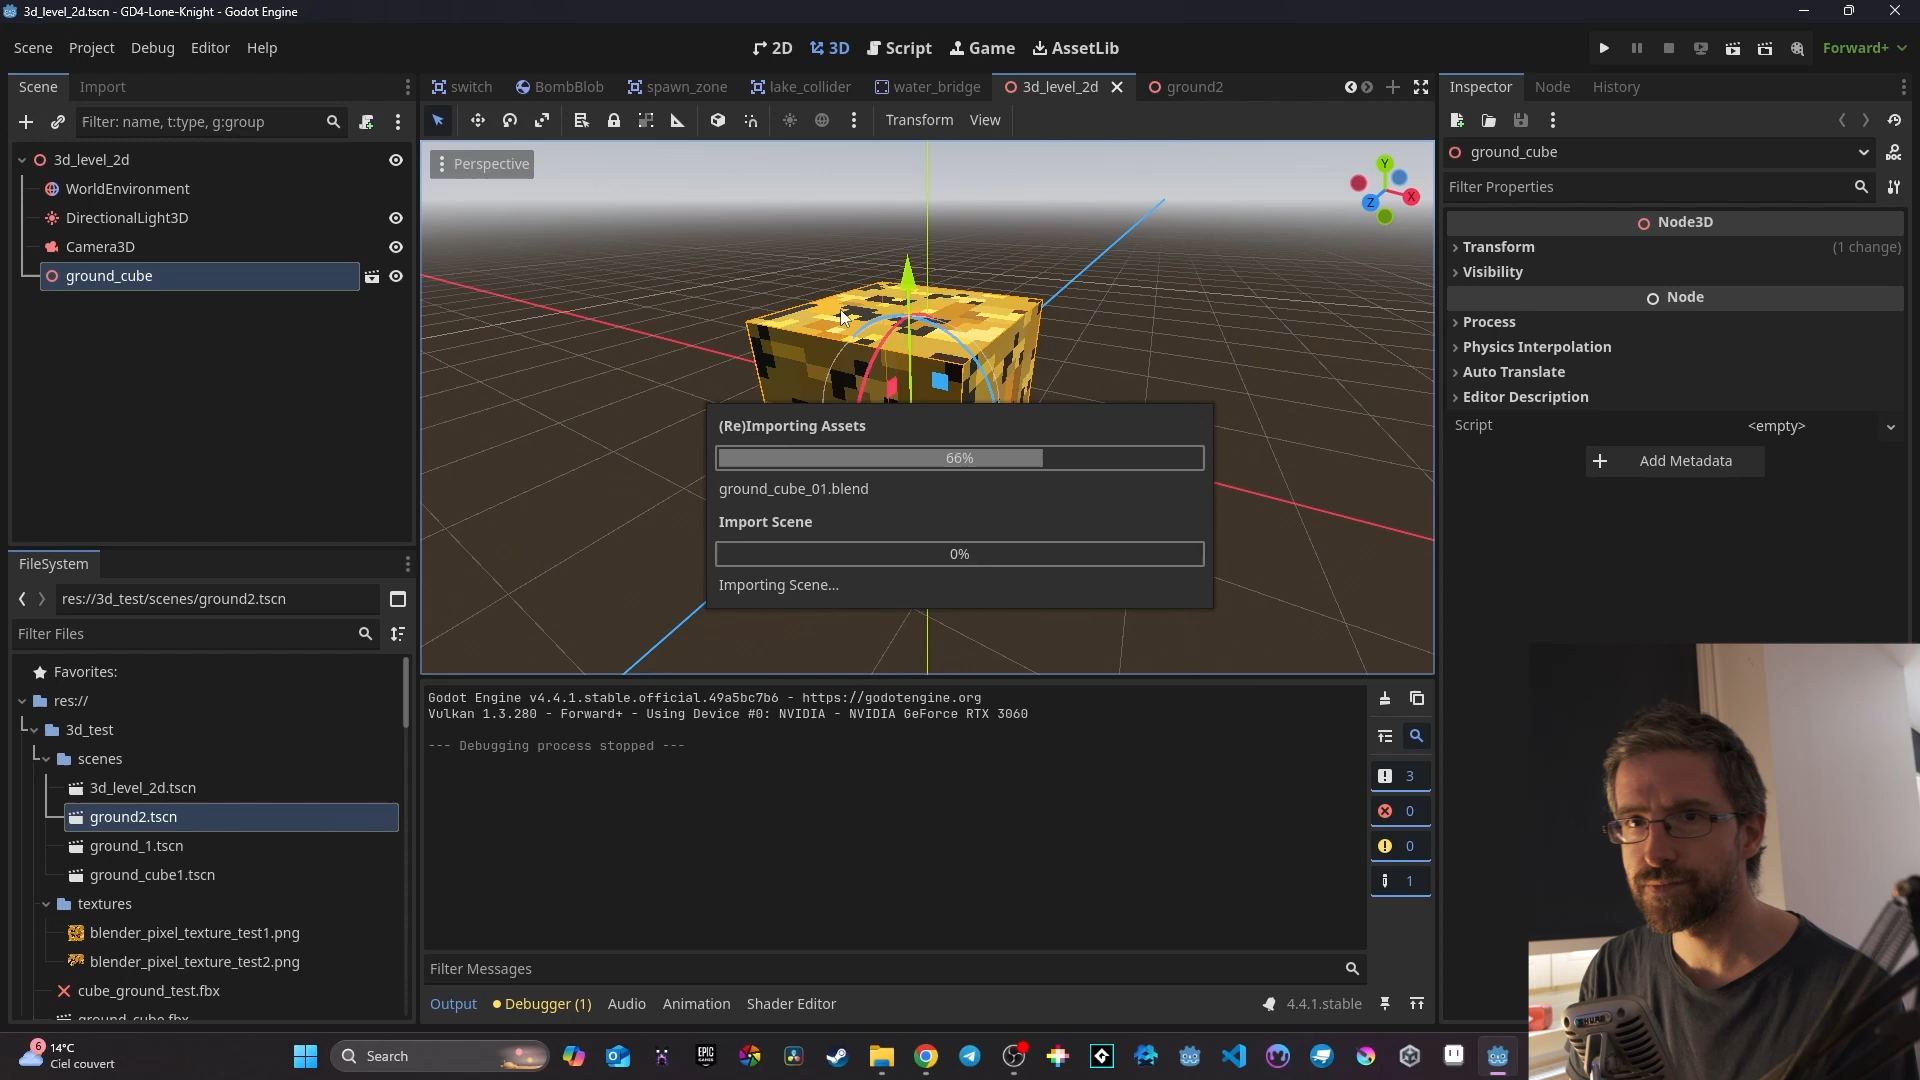 3d_level_2d.tscn - GD4-Lone-Knight - Godot Engine
Scene Project Debug Editor Help
2D 3D Script Game AssetLib
Forward+
Scene Import
switch BombBlob spawn_zone lake_collider water_bridge 3d_level_2d ground2
Inspector Node History
Filter: name, t:type, g:group
Transform View
3d_level_2d
WorldEnvironment
DirectionalLight3D
Camera3D
ground_cube
Perspective
Y
X
Z
ground_cube
Filter Properties
Node3D
Transform (1 change)
Visibility
Node
Process
Physics Interpolation
Auto Translate
Editor Description
Script <empty>
Add Metadata
(Re)Importing Assets
66%
ground_cube_01.blend
Import Scene
0%
Importing Scene...
FileSystem
res://3d_test/scenes/ground2.tscn
Filter Files
Favorites:
res://
3d_test
scenes
3d_level_2d.tscn
ground2.tscn
ground_1.tscn
ground_cube1.tscn
textures
blender_pixel_texture_test1.png
blender_pixel_texture_test2.png
cube_ground_test.fbx
ground_cube.fbx
Godot Engine v4.4.1.stable.official.49a5bc7b6 - https://godotengine.org
Vulkan 1.3.280 - Forward+ - Using Device #0: NVIDIA - NVIDIA GeForce RTX 3060
--- Debugging process stopped ---
3
0
0
1
Filter Messages
Output Debugger (1) Audio Animation Shader Editor
4.4.1.stable
6
14°C
Ciel couvert
Search
EPIC
GAMES
SHURE